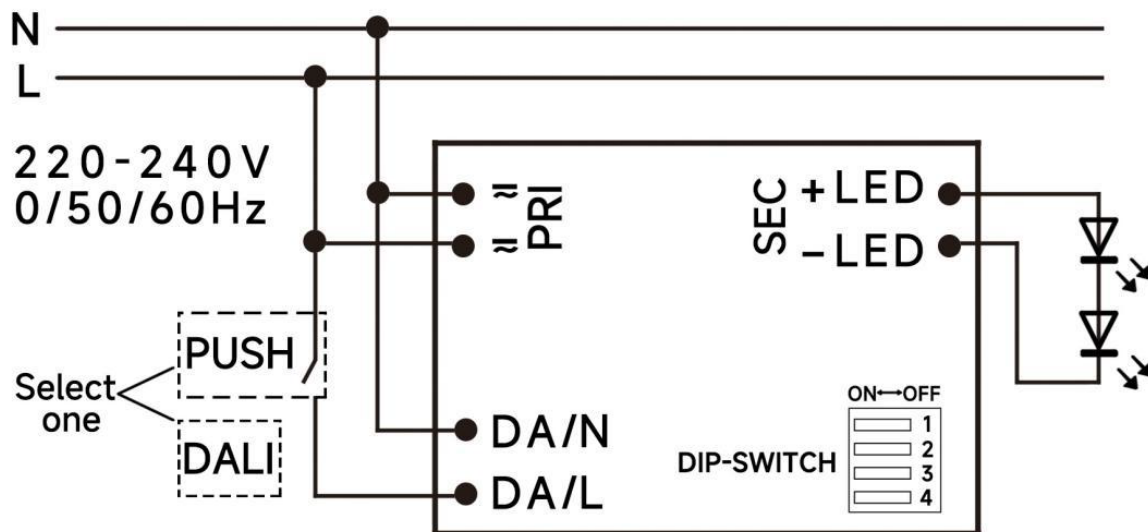 N
L
220-240V
0/50/60Hz
PRI
SEC
+LED
-LED
PUSH
Select
one
DALI
DA/N
DA/L
DIP-SWITCH
ON↔OFF
1
2
3
4